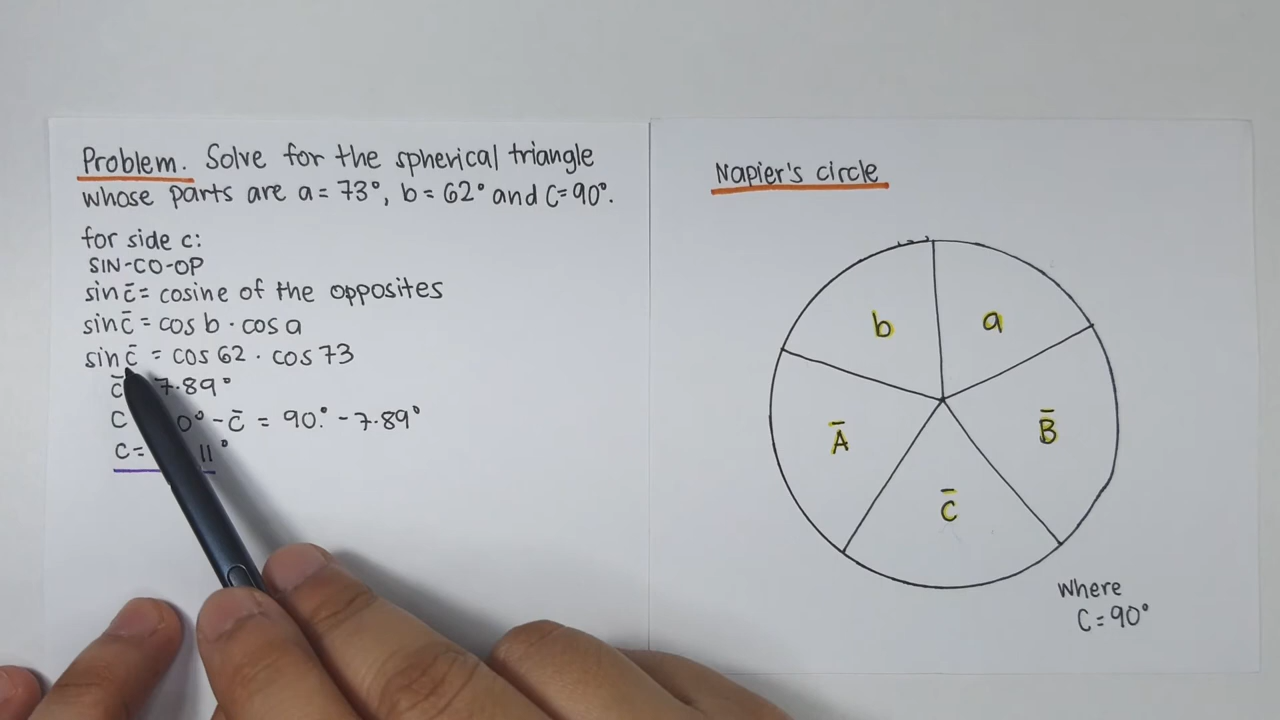 Problem. Solve for the spherical triangle
whose parts are a = 73°, b = 62° and C = 90°.
for side c:
SIN-CO-OP
sin c̄ = cosine of the opposites
sin c̄ = cos b · cos a
sin c̄ = cos 62 · cos 73
c̄ 7.89°
c 0° - c̄ = 90° - 7.89°
c = 11°
Napier's circle
b
a
Ā
B̄
c̄
Where
C = 90°